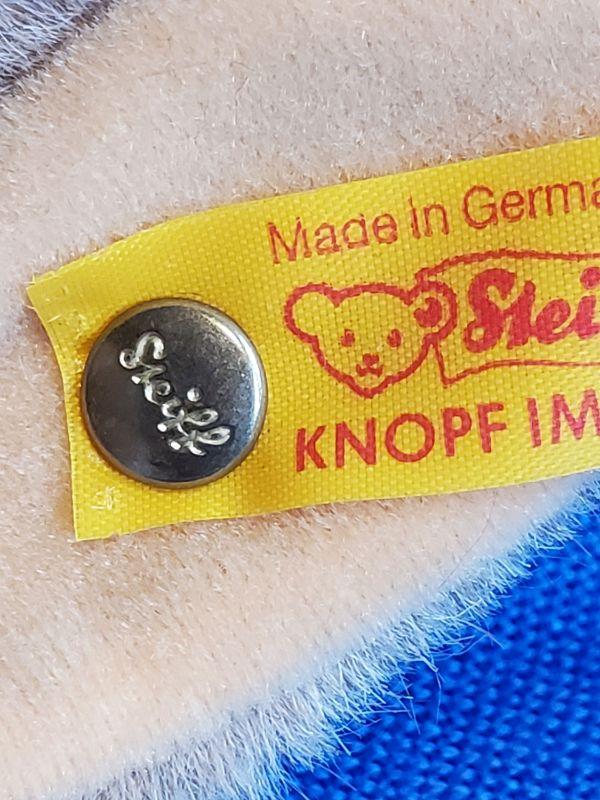 Made in Germa
Stei
KNOPF IM
Steiff